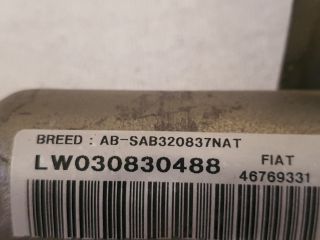 BREED : AB-SAB320837NAT
LW030830488 FIAT
46769331